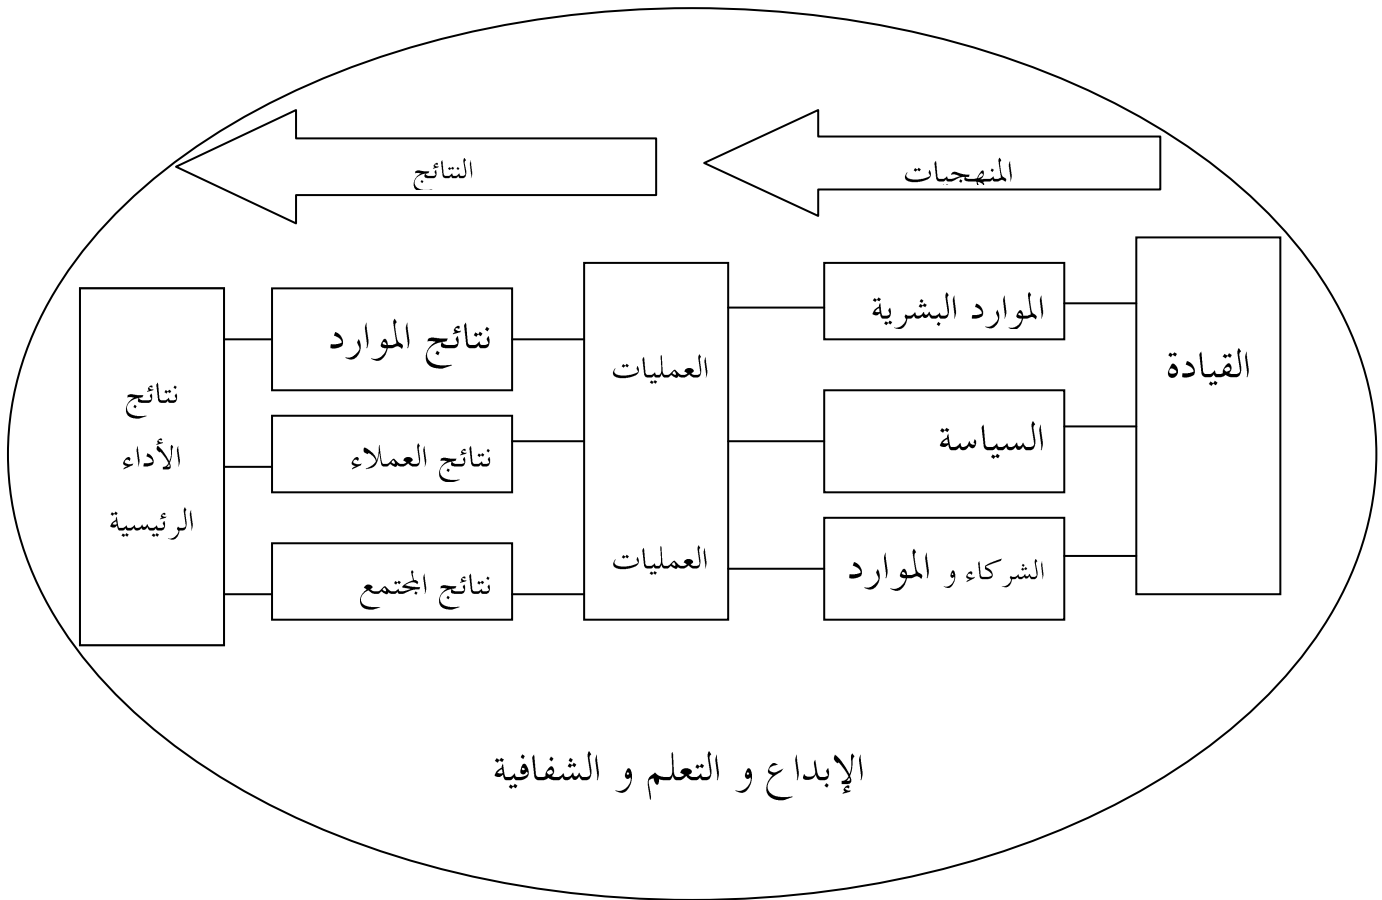 المنهجيات
النتائج
القيادة
الموارد البشرية
السياسة
الشركاء و الموارد
العمليات
العمليات
نتائج الموارد
نتائج العملاء
نتائج المجتمع
نتائج
الأداء
الرئيسية
الإبداع و التعلم و الشفافية